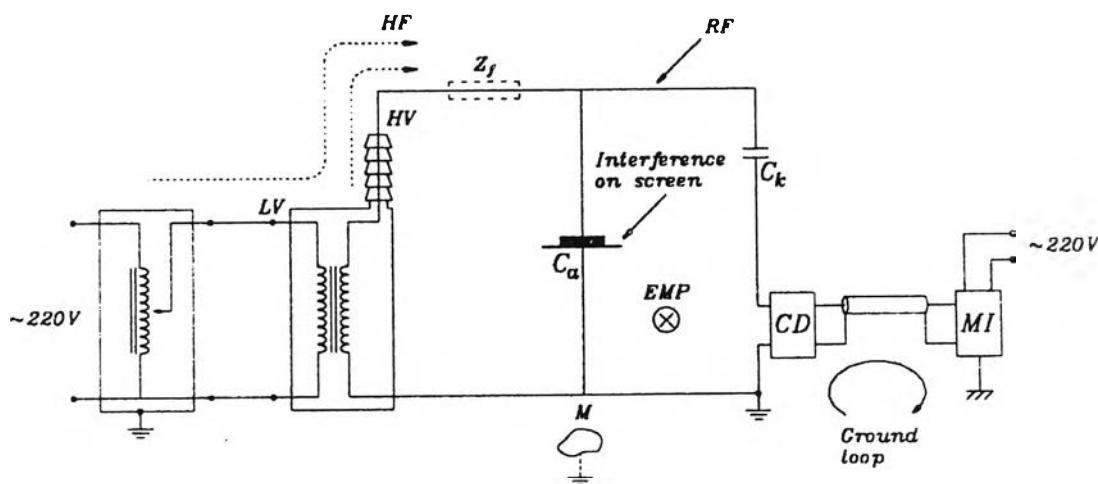 HF
RF
Z_f
HV
Interference
on screen
C_k
LV
C_a
~220V
EMP
~220V
CD
MI
M
Ground
loop